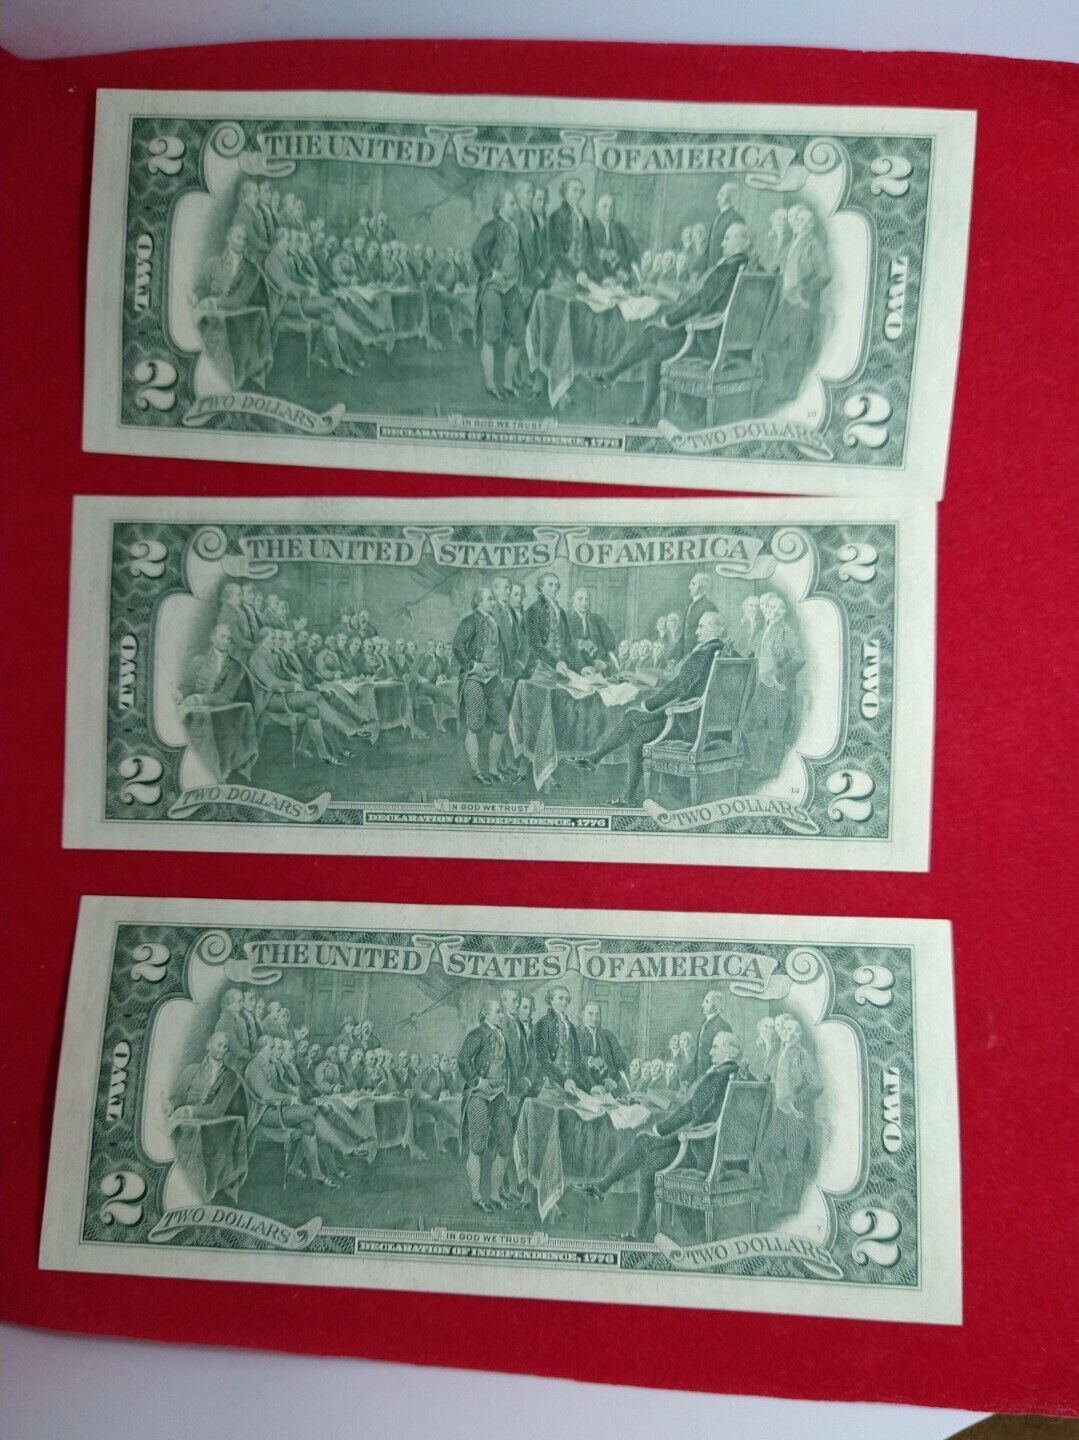 2 THE UNITED STATES OF AMERICA 2
TWO TWO
2 TWO DOLLARS IN GOD WE TRUST TWO DOLLARS 2
DECLARATION OF INDEPENDENCE, 1776
2 THE UNITED STATES OF AMERICA 2
TWO TWO
12
2 TWO DOLLARS IN GOD WE TRUST TWO DOLLARS 2
DECLARATION OF INDEPENDENCE, 1776
2 THE UNITED STATES OF AMERICA 2
TWO TWO
2 TWO DOLLARS IN GOD WE TRUST TWO DOLLARS 2
DECLARATION OF INDEPENDENCE, 1776